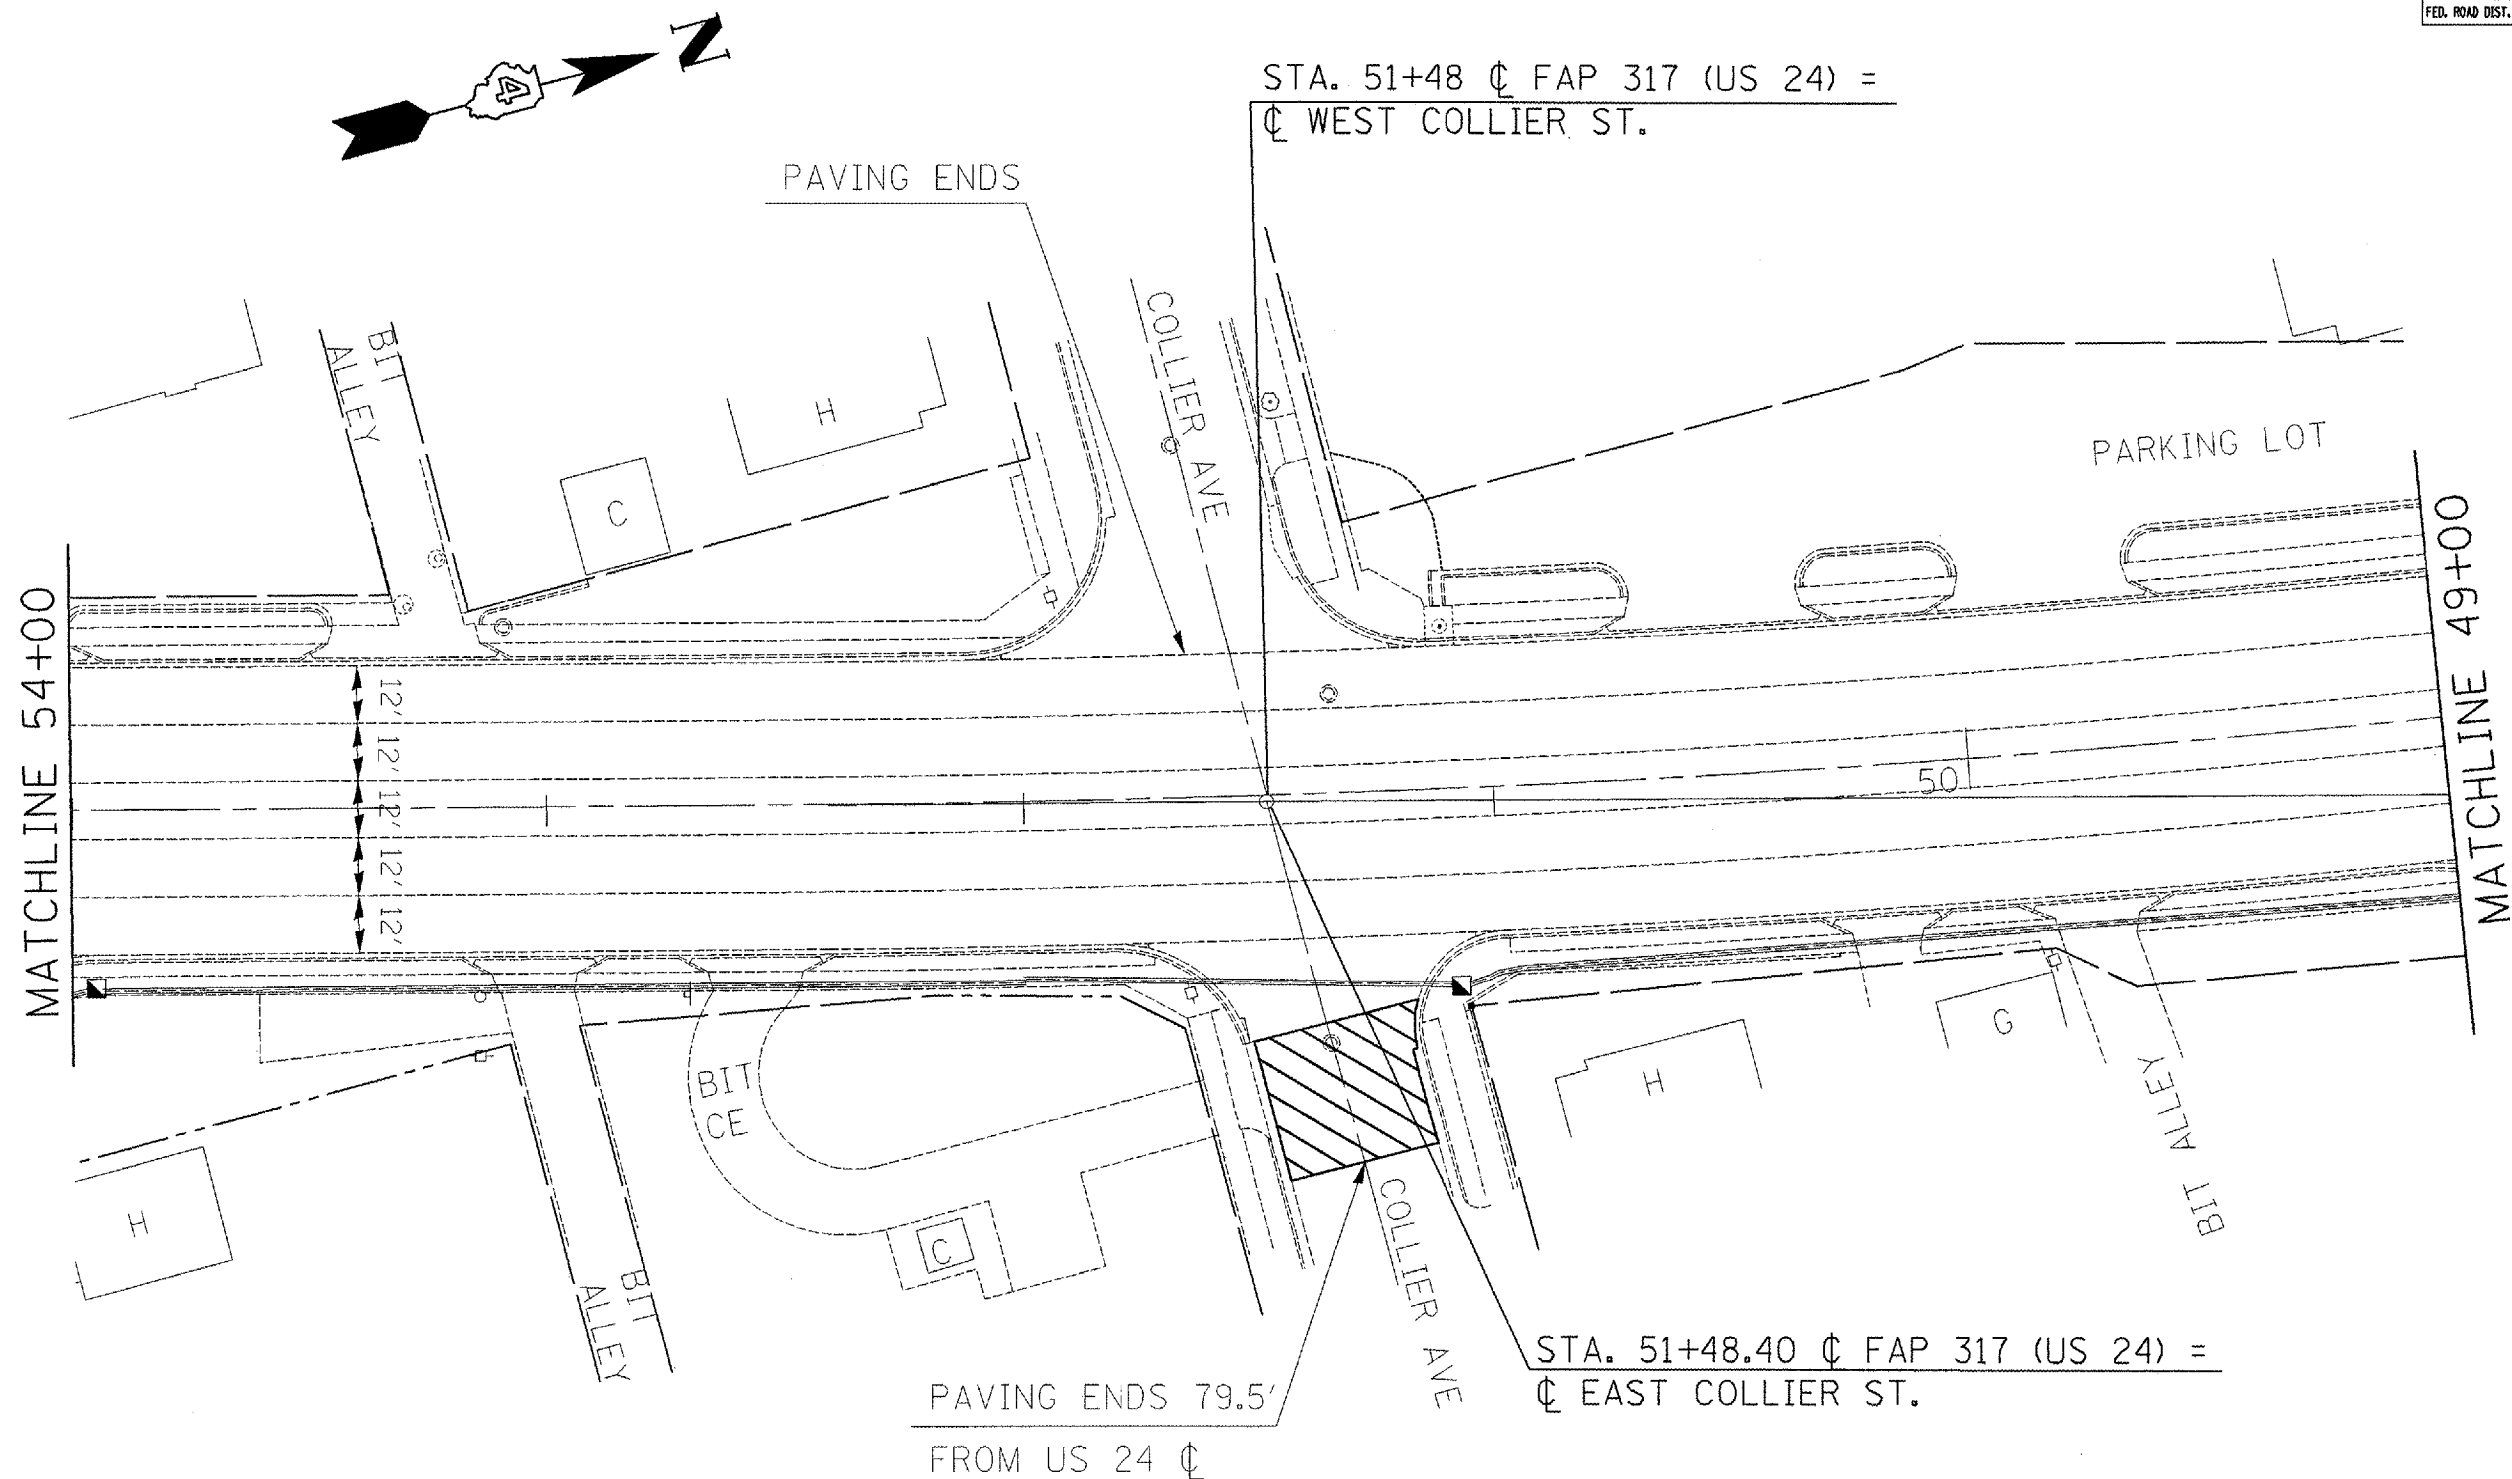 FED. ROAD DIST.
N
4
STA. 51+48 ℄ FAP 317 (US 24) =
℄ WEST COLLIER ST.
PAVING ENDS
COLLIER AVE
BIT
ALLEY
H
C
PARKING LOT
MATCHLINE 54+00
MATCHLINE 49+00
12'
12'
12'
12'
12'
50
BIT
CE
H
G
BIT ALLEY
H
C
BIT
ALLEY
COLLIER AVE
STA. 51+48.40 ℄ FAP 317 (US 24) =
℄ EAST COLLIER ST.
PAVING ENDS 79.5'
FROM US 24 ℄